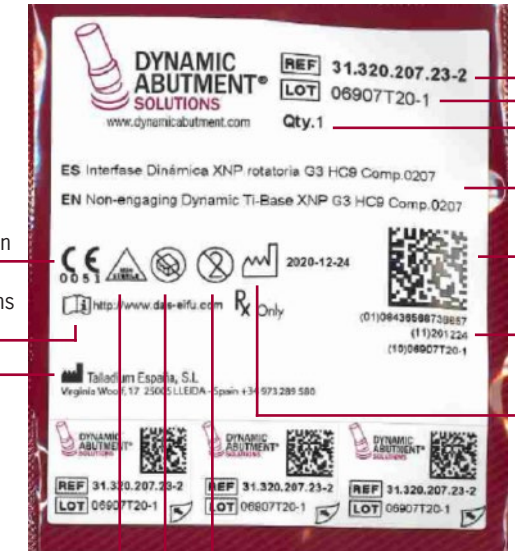 DYNAMIC
ABUTMENT®
SOLUTIONS
www.dynamicabutment.com
REF 31.320.207.23-2
LOT 06907T20-1
Qty.1
ES Interfase Dinámica XNP rotatoria G3 HC9 Comp.0207
EN Non-engaging Dynamic Ti-Base XNP G3 HC9 Comp.0207
n
ns
CE
0051
NON
STERILE
2
2020-12-24
http://www.das-eifu.com
Rx Only
(11)201224
(10)06907T20-1
Talladium España, S.L
Virginia Woolf, 17 25005 LLEIDA - Spain +34 973 289 580
DYNAMIC
ABUTMENT®
REF 31.320.207.23-2
LOT 06907T20-1
DYNAMIC
ABUTMENT®
REF 31.320.207.23-2
LOT 06907T20-1
DYNAMIC
ABUTMENT®
REF 31.320.207.23-2
LOT 06907T20-1